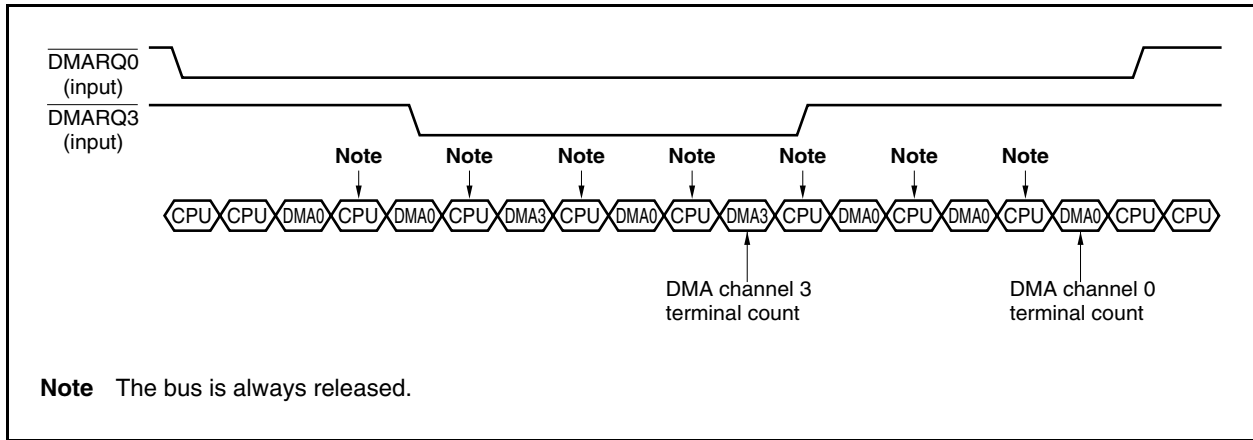 DMARQ0
(input)
DMARQ3
(input)
Note Note Note Note Note Note Note
CPU CPU DMA0 CPU DMA0 CPU DMA3 CPU DMA0 CPU DMA3 CPU DMA0 CPU DMA0 CPU DMA0 CPU CPU
DMA channel 3
terminal count
DMA channel 0
terminal count
Note The bus is always released.